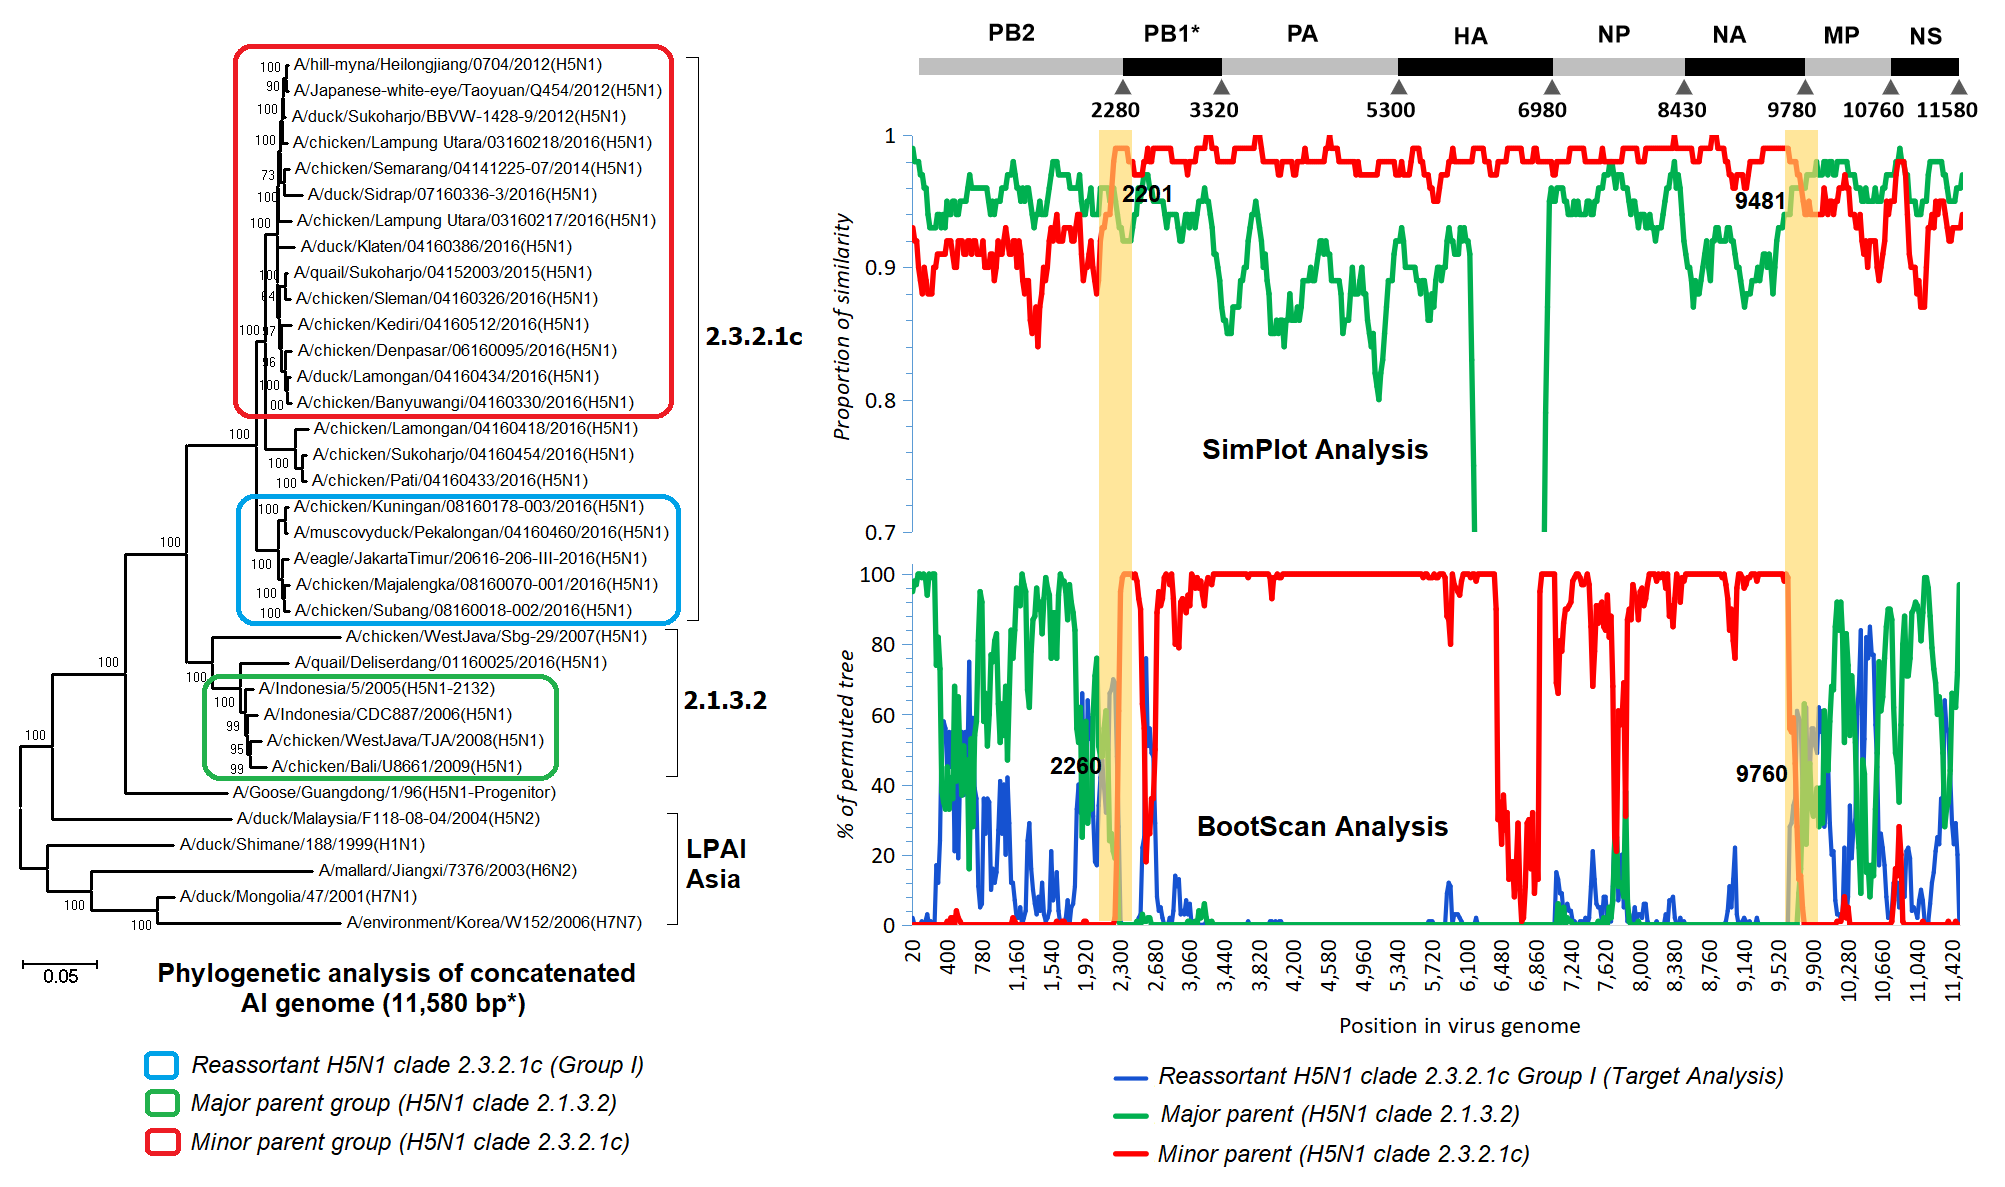 A/hill-myna/Heilongjiang/0704/2012(H5N1)
A/Japanese-white-eye/Taoyuan/Q454/2012(H5N1)
A/duck/Sukoharjo/BBVW-1428-9/2012(H5N1)
A/chicken/Lampung Utara/03160218/2016(H5N1)
A/chicken/Semarang/04141225-07/2014(H5N1)
A/duck/Sidrap/07160336-3/2016(H5N1)
A/chicken/Lampung Utara/03160217/2016(H5N1)
A/duck/Klaten/04160386/2016(H5N1)
A/quail/Sukoharjo/04152003/2015(H5N1)
A/chicken/Sleman/04160326/2016(H5N1)
A/chicken/Kediri/04160512/2016(H5N1)
A/chicken/Denpasar/06160095/2016(H5N1)
A/duck/Lamongan/04160434/2016(H5N1)
A/chicken/Banyuwangi/04160330/2016(H5N1)
A/chicken/Lamongan/04160418/2016(H5N1)
A/chicken/Sukoharjo/04160454/2016(H5N1)
A/chicken/Pati/04160433/2016(H5N1)
A/chicken/Kuningan/08160178-003/2016(H5N1)
A/muscovyduck/Pekalongan/04160460/2016(H5N1)
A/eagle/JakartaTimur/20616-206-III-2016(H5N1)
A/chicken/Majalengka/08160070-001/2016(H5N1)
A/chicken/Subang/08160018-002/2016(H5N1)
A/chicken/WestJava/Sbg-29/2007(H5N1)
A/quail/Deliserdang/01160025/2016(H5N1)
A/Indonesia/5/2005(H5N1-2132)
A/Indonesia/CDC887/2006(H5N1)
A/chicken/WestJava/TJA/2008(H5N1)
A/chicken/Bali/U8661/2009(H5N1)
A/Goose/Guangdong/1/96(H5N1-Progenitor)
A/duck/Malaysia/F118-08-04/2004(H5N2)
A/duck/Shimane/188/1999(H1N1)
A/mallard/Jiangxi/7376/2003(H6N2)
A/duck/Mongolia/47/2001(H7N1)
A/environment/Korea/W152/2006(H7N7)
100
90
100
100
73
100
100
100
100
96
100
100
100
100
100
100
100
100
100
100
100
100
100
99
95
99
100
100
100
2.3.2.1c
2.1.3.2
LPAI
Asia
0.05
Phylogenetic analysis of concatenated
AI genome (11,580 bp*)
Reassortant H5N1 clade 2.3.2.1c (Group I)
Major parent group (H5N1 clade 2.1.3.2)
Minor parent group (H5N1 clade 2.3.2.1c)
PB2 PB1* PA HA NP NA MP NS
2280 3320 5300 6980 8430 9780 10760 11580
Proportion of similarity
1
0.9
0.8
0.7
2201
9481
SimPlot Analysis
% of permuted tree
100
80
60
40
20
0
2260
9760
BootScan Analysis
20 400 780 1,160 1,540 1,920 2,300 2,680 3,060 3,440 3,820 4,200 4,580 4,960 5,340 5,720 6,100 6,480 6,860 7,240 7,620 8,000 8,380 8,760 9,140 9,520 9,900 10,280 10,660 11,040 11,420
Position in virus genome
Reassortant H5N1 clade 2.3.2.1c Group I (Target Analysis)
Major parent (H5N1 clade 2.1.3.2)
Minor parent (H5N1 clade 2.3.2.1c)